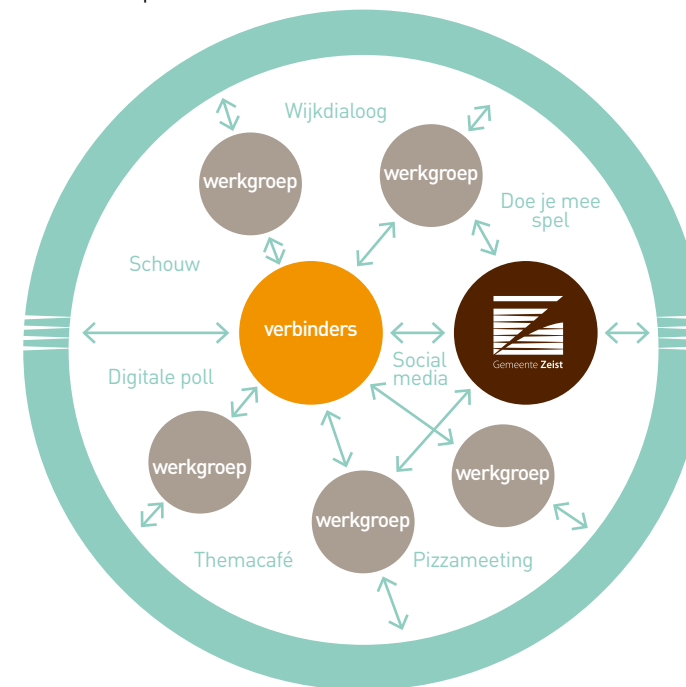 Wijkdialoog
werkgroep
werkgroep
Doe je mee
spel
Schouw
verbinders
Gemeente Zeist
Social
media
Digitale poll
werkgroep
werkgroep
werkgroep
Themacafé
Pizzameeting